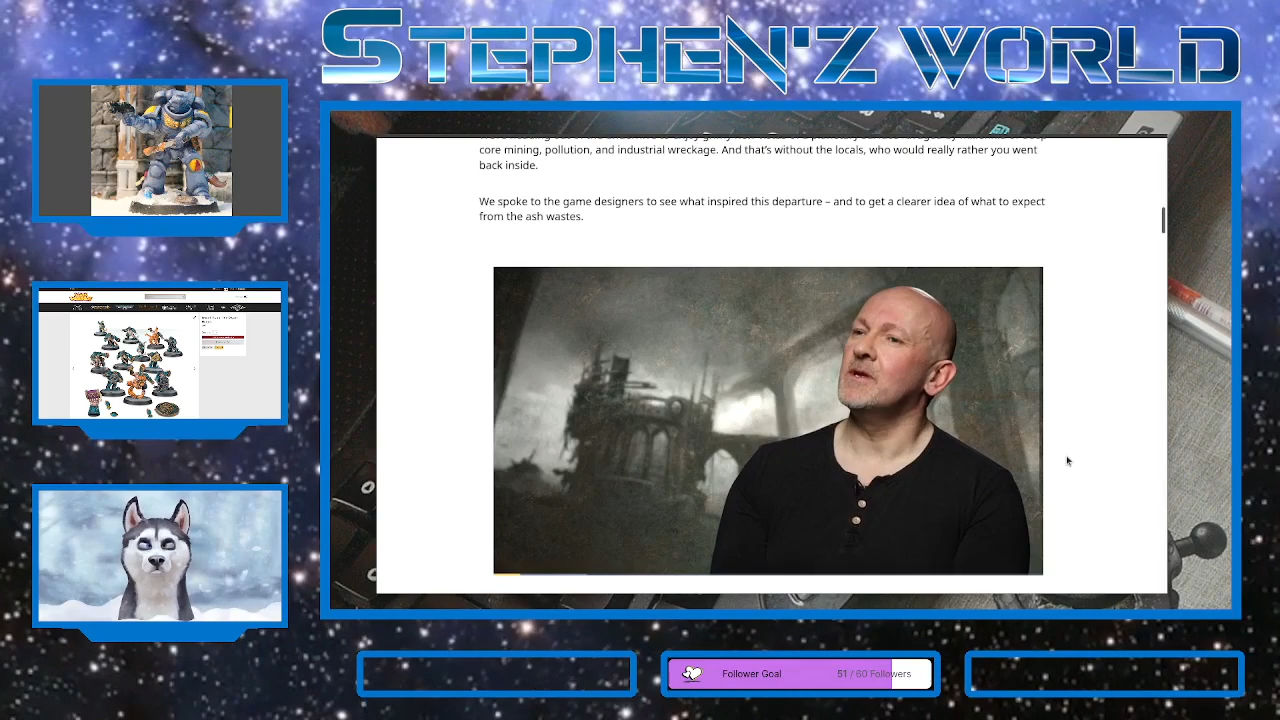 STEPHEN'Z WORLD
core mining, pollution, and industrial wreckage. And that's without the locals, who would really rather you went
back inside.
We spoke to the game designers to see what inspired this departure – and to get a clearer idea of what to expect
from the ash wastes.
Follower Goal
51 / 60 Followers